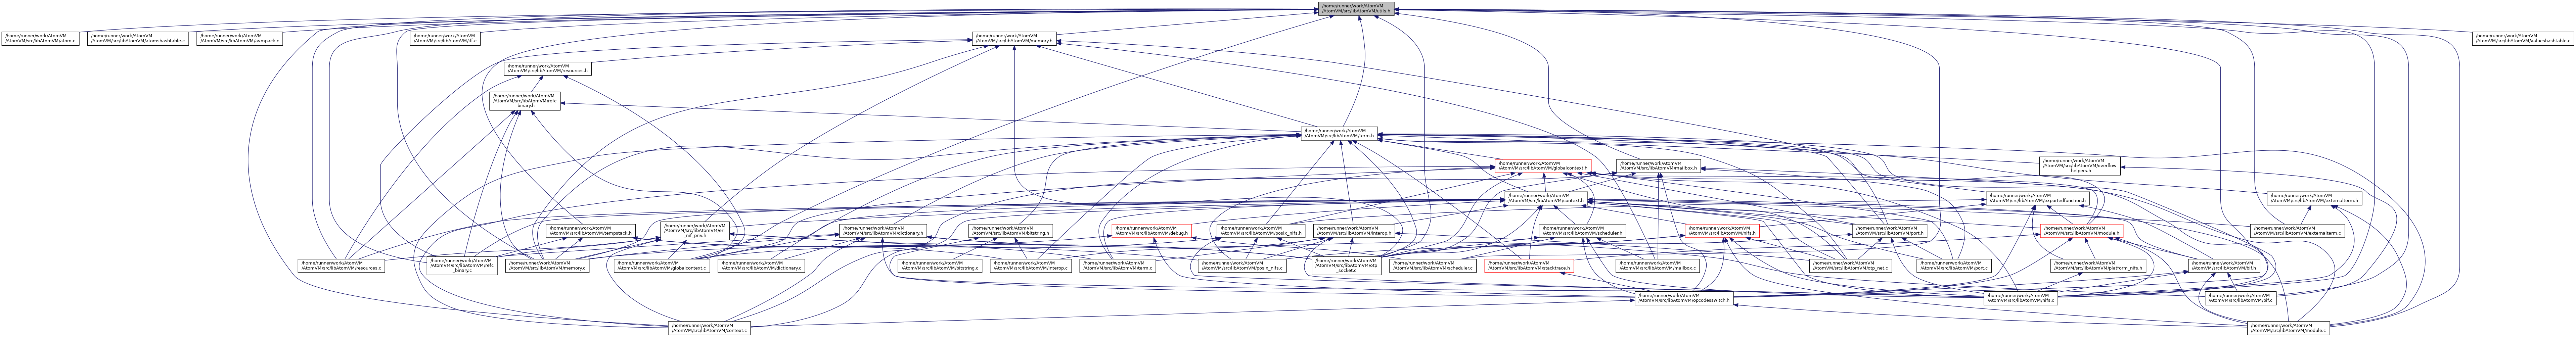 /home/runner/work/AtomVM
/AtomVM/src/libAtomVM/utils.h
/home/runner/work/AtomVM
/AtomVM/src/libAtomVM/atom.c
/home/runner/work/AtomVM
/AtomVM/src/libAtomVM/atomshashtable.c
/home/runner/work/AtomVM
/AtomVM/src/libAtomVM/avmpack.c
/home/runner/work/AtomVM
/AtomVM/src/libAtomVM/iff.c
/home/runner/work/AtomVM
/AtomVM/src/libAtomVM/memory.h
/home/runner/work/AtomVM
/AtomVM/src/libAtomVM/valueshashtable.c
/home/runner/work/AtomVM
/AtomVM/src/libAtomVM/resources.h
/home/runner/work/AtomVM
/AtomVM/src/libAtomVM/refc
_binary.h
/home/runner/work/AtomVM
/AtomVM/src/libAtomVM/term.h
/home/runner/work/AtomVM
/AtomVM/src/libAtomVM/globalcontext.h
/home/runner/work/AtomVM
/AtomVM/src/libAtomVM/mailbox.h
/home/runner/work/AtomVM
/AtomVM/src/libAtomVM/overflow
_helpers.h
/home/runner/work/AtomVM
/AtomVM/src/libAtomVM/context.h
/home/runner/work/AtomVM
/AtomVM/src/libAtomVM/exportedfunction.h
/home/runner/work/AtomVM
/AtomVM/src/libAtomVM/externalterm.h
/home/runner/work/AtomVM
/AtomVM/src/libAtomVM/tempstack.h
/home/runner/work/AtomVM
/AtomVM/src/libAtomVM/erl
_nif_priv.h
/home/runner/work/AtomVM
/AtomVM/src/libAtomVM/dictionary.h
/home/runner/work/AtomVM
/AtomVM/src/libAtomVM/bitstring.h
/home/runner/work/AtomVM
/AtomVM/src/libAtomVM/debug.h
/home/runner/work/AtomVM
/AtomVM/src/libAtomVM/posix_nifs.h
/home/runner/work/AtomVM
/AtomVM/src/libAtomVM/interop.h
/home/runner/work/AtomVM
/AtomVM/src/libAtomVM/scheduler.h
/home/runner/work/AtomVM
/AtomVM/src/libAtomVM/nifs.h
/home/runner/work/AtomVM
/AtomVM/src/libAtomVM/port.h
/home/runner/work/AtomVM
/AtomVM/src/libAtomVM/module.h
/home/runner/work/AtomVM
/AtomVM/src/libAtomVM/externalterm.c
/home/runner/work/AtomVM
/AtomVM/src/libAtomVM/resources.c
/home/runner/work/AtomVM
/AtomVM/src/libAtomVM/refc
_binary.c
/home/runner/work/AtomVM
/AtomVM/src/libAtomVM/memory.c
/home/runner/work/AtomVM
/AtomVM/src/libAtomVM/globalcontext.c
/home/runner/work/AtomVM
/AtomVM/src/libAtomVM/dictionary.c
/home/runner/work/AtomVM
/AtomVM/src/libAtomVM/bitstring.c
/home/runner/work/AtomVM
/AtomVM/src/libAtomVM/interop.c
/home/runner/work/AtomVM
/AtomVM/src/libAtomVM/term.c
/home/runner/work/AtomVM
/AtomVM/src/libAtomVM/posix_nifs.c
/home/runner/work/AtomVM
/AtomVM/src/libAtomVM/otp
_socket.c
/home/runner/work/AtomVM
/AtomVM/src/libAtomVM/scheduler.c
/home/runner/work/AtomVM
/AtomVM/src/libAtomVM/stacktrace.h
/home/runner/work/AtomVM
/AtomVM/src/libAtomVM/mailbox.c
/home/runner/work/AtomVM
/AtomVM/src/libAtomVM/otp_net.c
/home/runner/work/AtomVM
/AtomVM/src/libAtomVM/port.c
/home/runner/work/AtomVM
/AtomVM/src/libAtomVM/platform_nifs.h
/home/runner/work/AtomVM
/AtomVM/src/libAtomVM/bif.h
/home/runner/work/AtomVM
/AtomVM/src/libAtomVM/opcodesswitch.h
/home/runner/work/AtomVM
/AtomVM/src/libAtomVM/nifs.c
/home/runner/work/AtomVM
/AtomVM/src/libAtomVM/bif.c
/home/runner/work/AtomVM
/AtomVM/src/libAtomVM/context.c
/home/runner/work/AtomVM
/AtomVM/src/libAtomVM/module.c